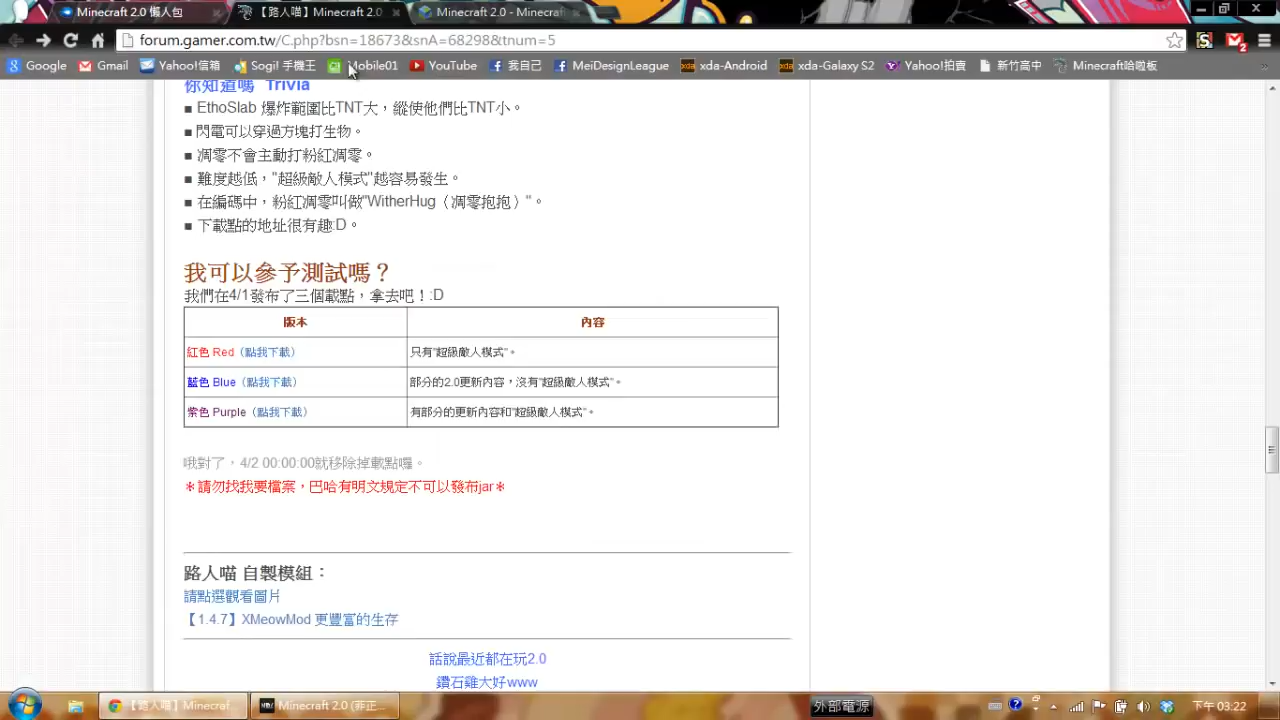 Minecraft 2.0 懶人包
【路人喵】Minecraft 2.0
Minecraft 2.0 - Minecraft
forum.gamer.com.tw/C.php?bsn=18673&snA=68298&tnum=5
Google Gmail Yahoo!信箱 Sogi! 手機王 Mobile01 YouTube 我自己 MeiDesignLeague xda-Android xda-Galaxy S2 Yahoo!拍賣 新竹高中 Minecraft哈啦板 »
你知道嗎 Trivia
■ EthoSlab 爆炸範圍比TNT大，縱使他們比TNT小。
■ 閃電可以穿過方塊打生物。
■ 凋零不會主動打粉紅凋零。
■ 難度越低，"超級敵人模式"越容易發生。
■ 在編碼中，粉紅凋零叫做"WitherHug（凋零抱抱）"。
■ 下載點的地址很有趣:D。
我可以參予測試嗎？
我們在4/1發布了三個載點，拿去吧！:D
版本 內容
紅色 Red（點我下載） 只有"超級敵人模式"。
藍色 Blue（點我下載） 部分的2.0更新內容，沒有"超級敵人模式"。
紫色 Purple（點我下載） 有部分的更新內容和"超級敵人模式"。
哦對了，4/2 00:00:00就移除掉載點囉。
＊請勿找我要檔案，巴哈有明文規定不可以發布jar＊
路人喵 自製模組：
請點選觀看圖片
【1.4.7】XMeowMod 更豐富的生存
話說最近都在玩2.0
鑽石雞大好www
【路人喵】Minecraf... Minecraft 2.0 (非正... 外部電源 下午 03:22